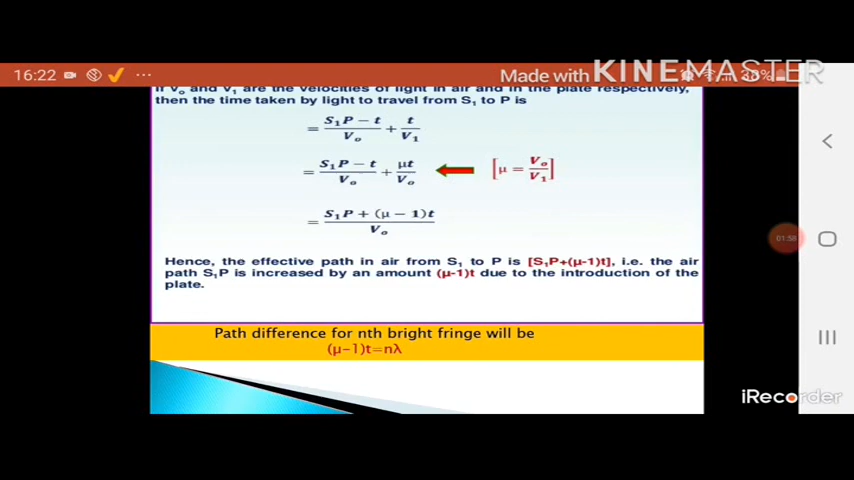 16:22 ... Made with KINEMASTER 38%
If V₀ and V₁ are the velocities of light in air and in the plate respectively,
then the time taken by light to travel from S₁ to P is
= (S₁P − t)/V₀ + t/V₁
= (S₁P − t)/V₀ + μt/V₀ [μ = V₀/V₁]
= (S₁P + (μ − 1)t)/V₀
01:58
Hence, the effective path in air from S₁ to P is [S₁P+(μ-1)t], i.e. the air
path S₁P is increased by an amount (μ-1)t due to the introduction of the
plate.
Path difference for nth bright fringe will be
(μ−1)t=nλ
iRecorder